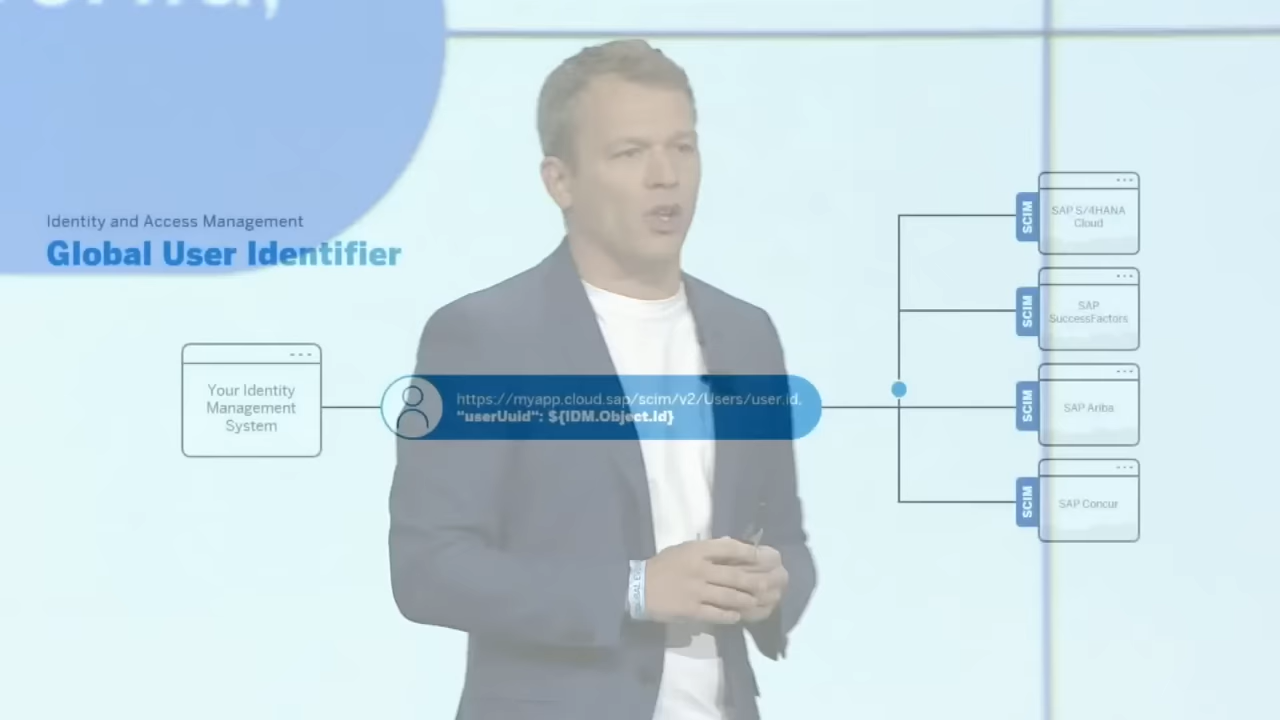 Identity and Access Management
Global User Identifier
Your Identity
Management
System
https://myapp.cloud.sap/scim/v2/Users/user.id,
"userUuid": ${IDM.Object.Id}
SCIM
SAP S/4HANA
Cloud
SCIM
SAP
SuccessFactors
SCIM
SAP Ariba
SCIM
SAP Concur